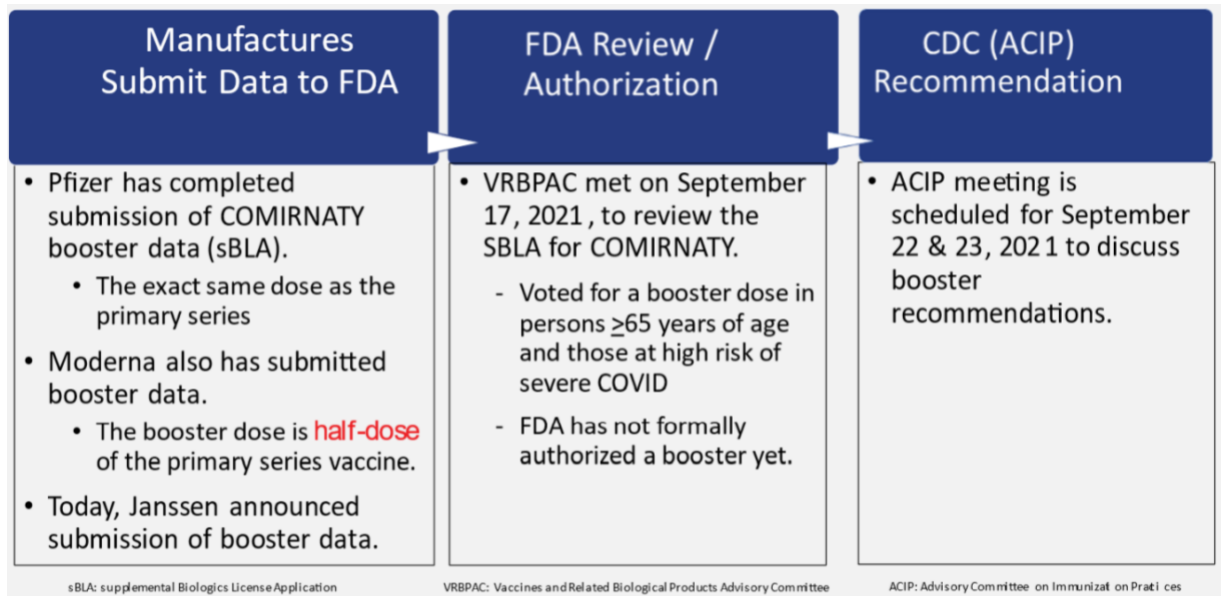 Manufactures
Submit Data to FDA
FDA Review /
Authorization
CDC (ACIP)
Recommendation
• Pfizer has completed
submission of COMIRNATY
booster data (sBLA).
• The exact same dose as the
primary series
• Moderna also has submitted
booster data.
• The booster dose is half-dose
of the primary series vaccine.
• Today, Janssen announced
submission of booster data.
• VRBPAC met on September
17, 2021, to review the
SBLA for COMIRNATY.
- Voted for a booster dose in
persons ≥65 years of age
and those at high risk of
severe COVID
- FDA has not formally
authorized a booster yet.
• ACIP meeting is
scheduled for September
22 & 23, 2021 to discuss
booster
recommendations.
sBLA: supplemental Biologics License Application
VRBPAC: Vaccines and Related Biological Products Advisory Committee
ACIP: Advisory Committee on Immunizat on Prati ces